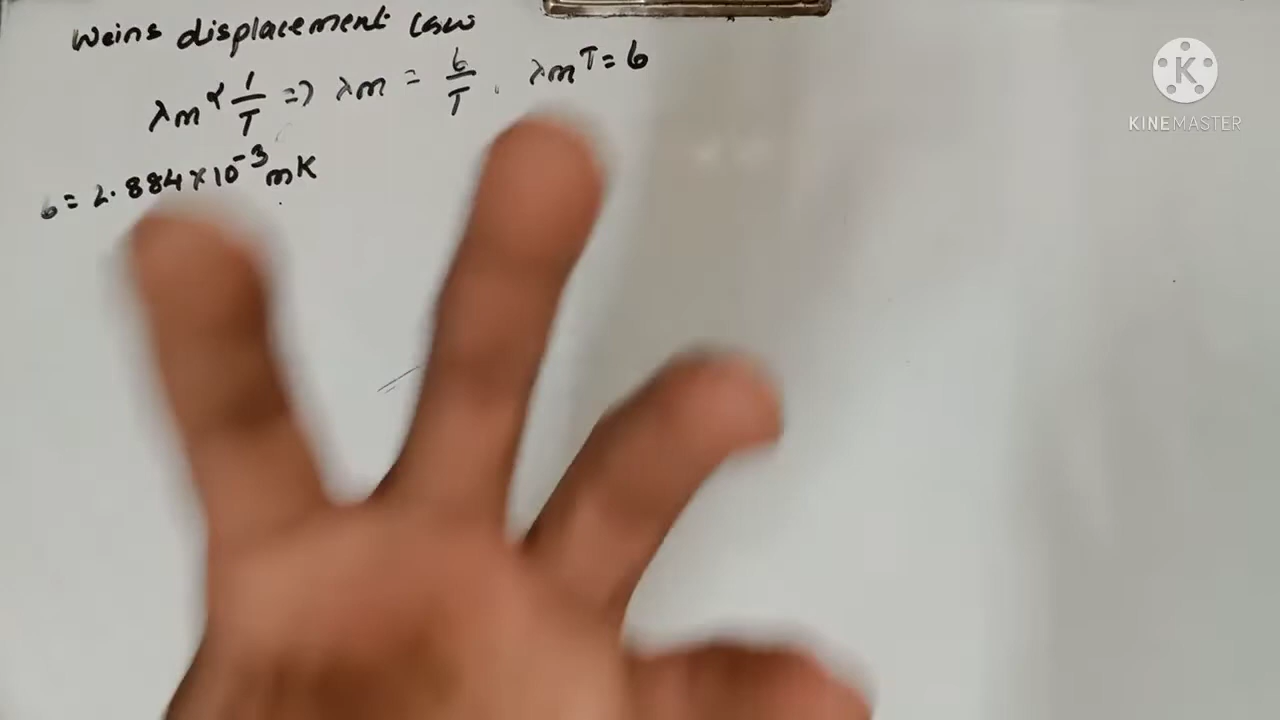 Weins displacement law
λm ∝ 1/T => λm = b/T , λmT = b
b = 2.884×10⁻³ mK
K
KINEMASTER